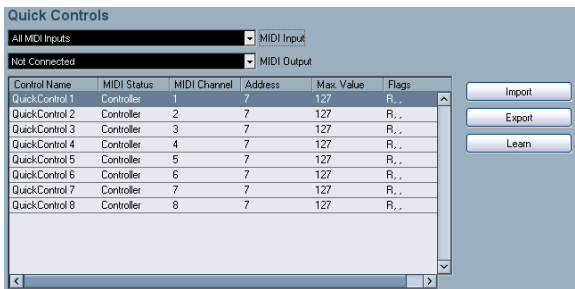 Quick Controls
All MIDI Inputs MIDI Input
Not Connected MIDI Output
Control Name MIDI Status MIDI Channel Address Max. Value Flags
QuickControl 1 Controller 1 7 127 R, ,
QuickControl 2 Controller 2 7 127 R, ,
QuickControl 3 Controller 3 7 127 R, ,
QuickControl 4 Controller 4 7 127 R, ,
QuickControl 5 Controller 5 7 127 R, ,
QuickControl 6 Controller 6 7 127 R, ,
QuickControl 7 Controller 7 7 127 R, ,
QuickControl 8 Controller 8 7 127 R, ,
Import
Export
Learn